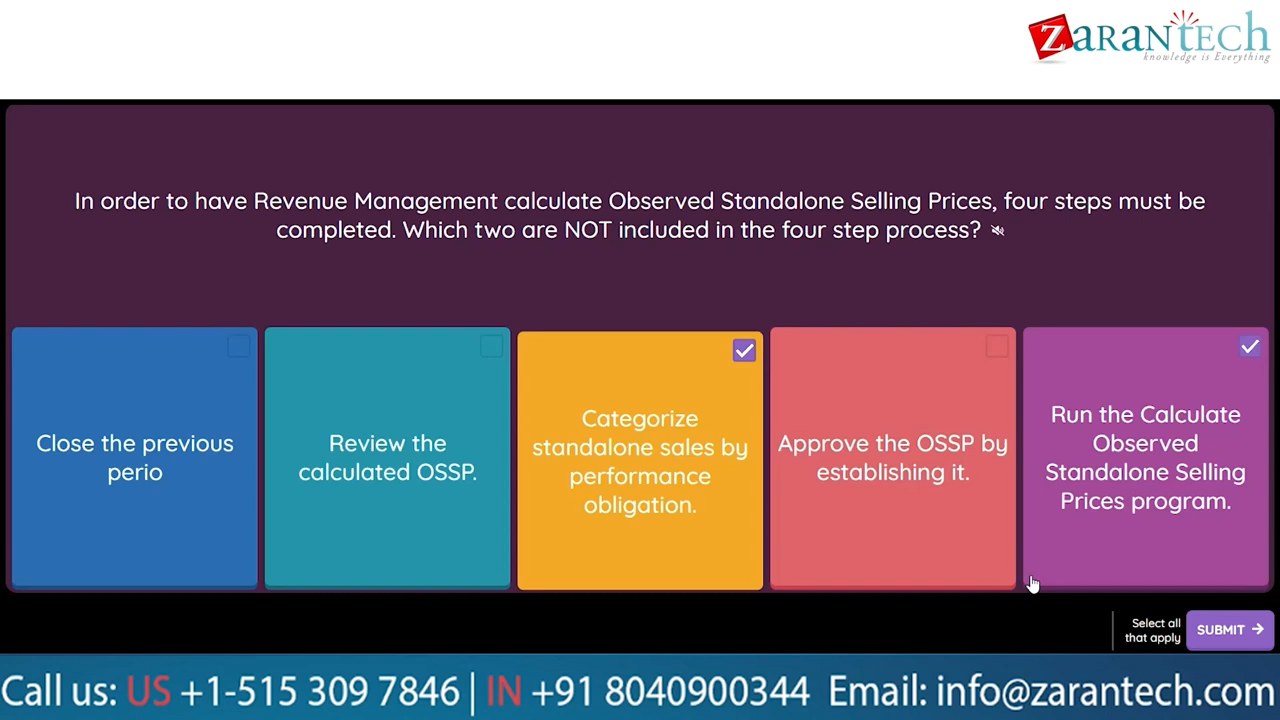 ZARANTECH
knowledge is Everything
In order to have Revenue Management calculate Observed Standalone Selling Prices, four steps must be
completed. Which two are NOT included in the four step process?
Close the previous
perio
Review the
calculated OSSP.
Categorize
standalone sales by
performance
obligation.
Approve the OSSP by
establishing it.
Run the Calculate
Observed
Standalone Selling
Prices program.
Select all
that apply
SUBMIT
Call us: US +1-515 309 7846 | IN +91 8040900344 Email: info@zarantech.com